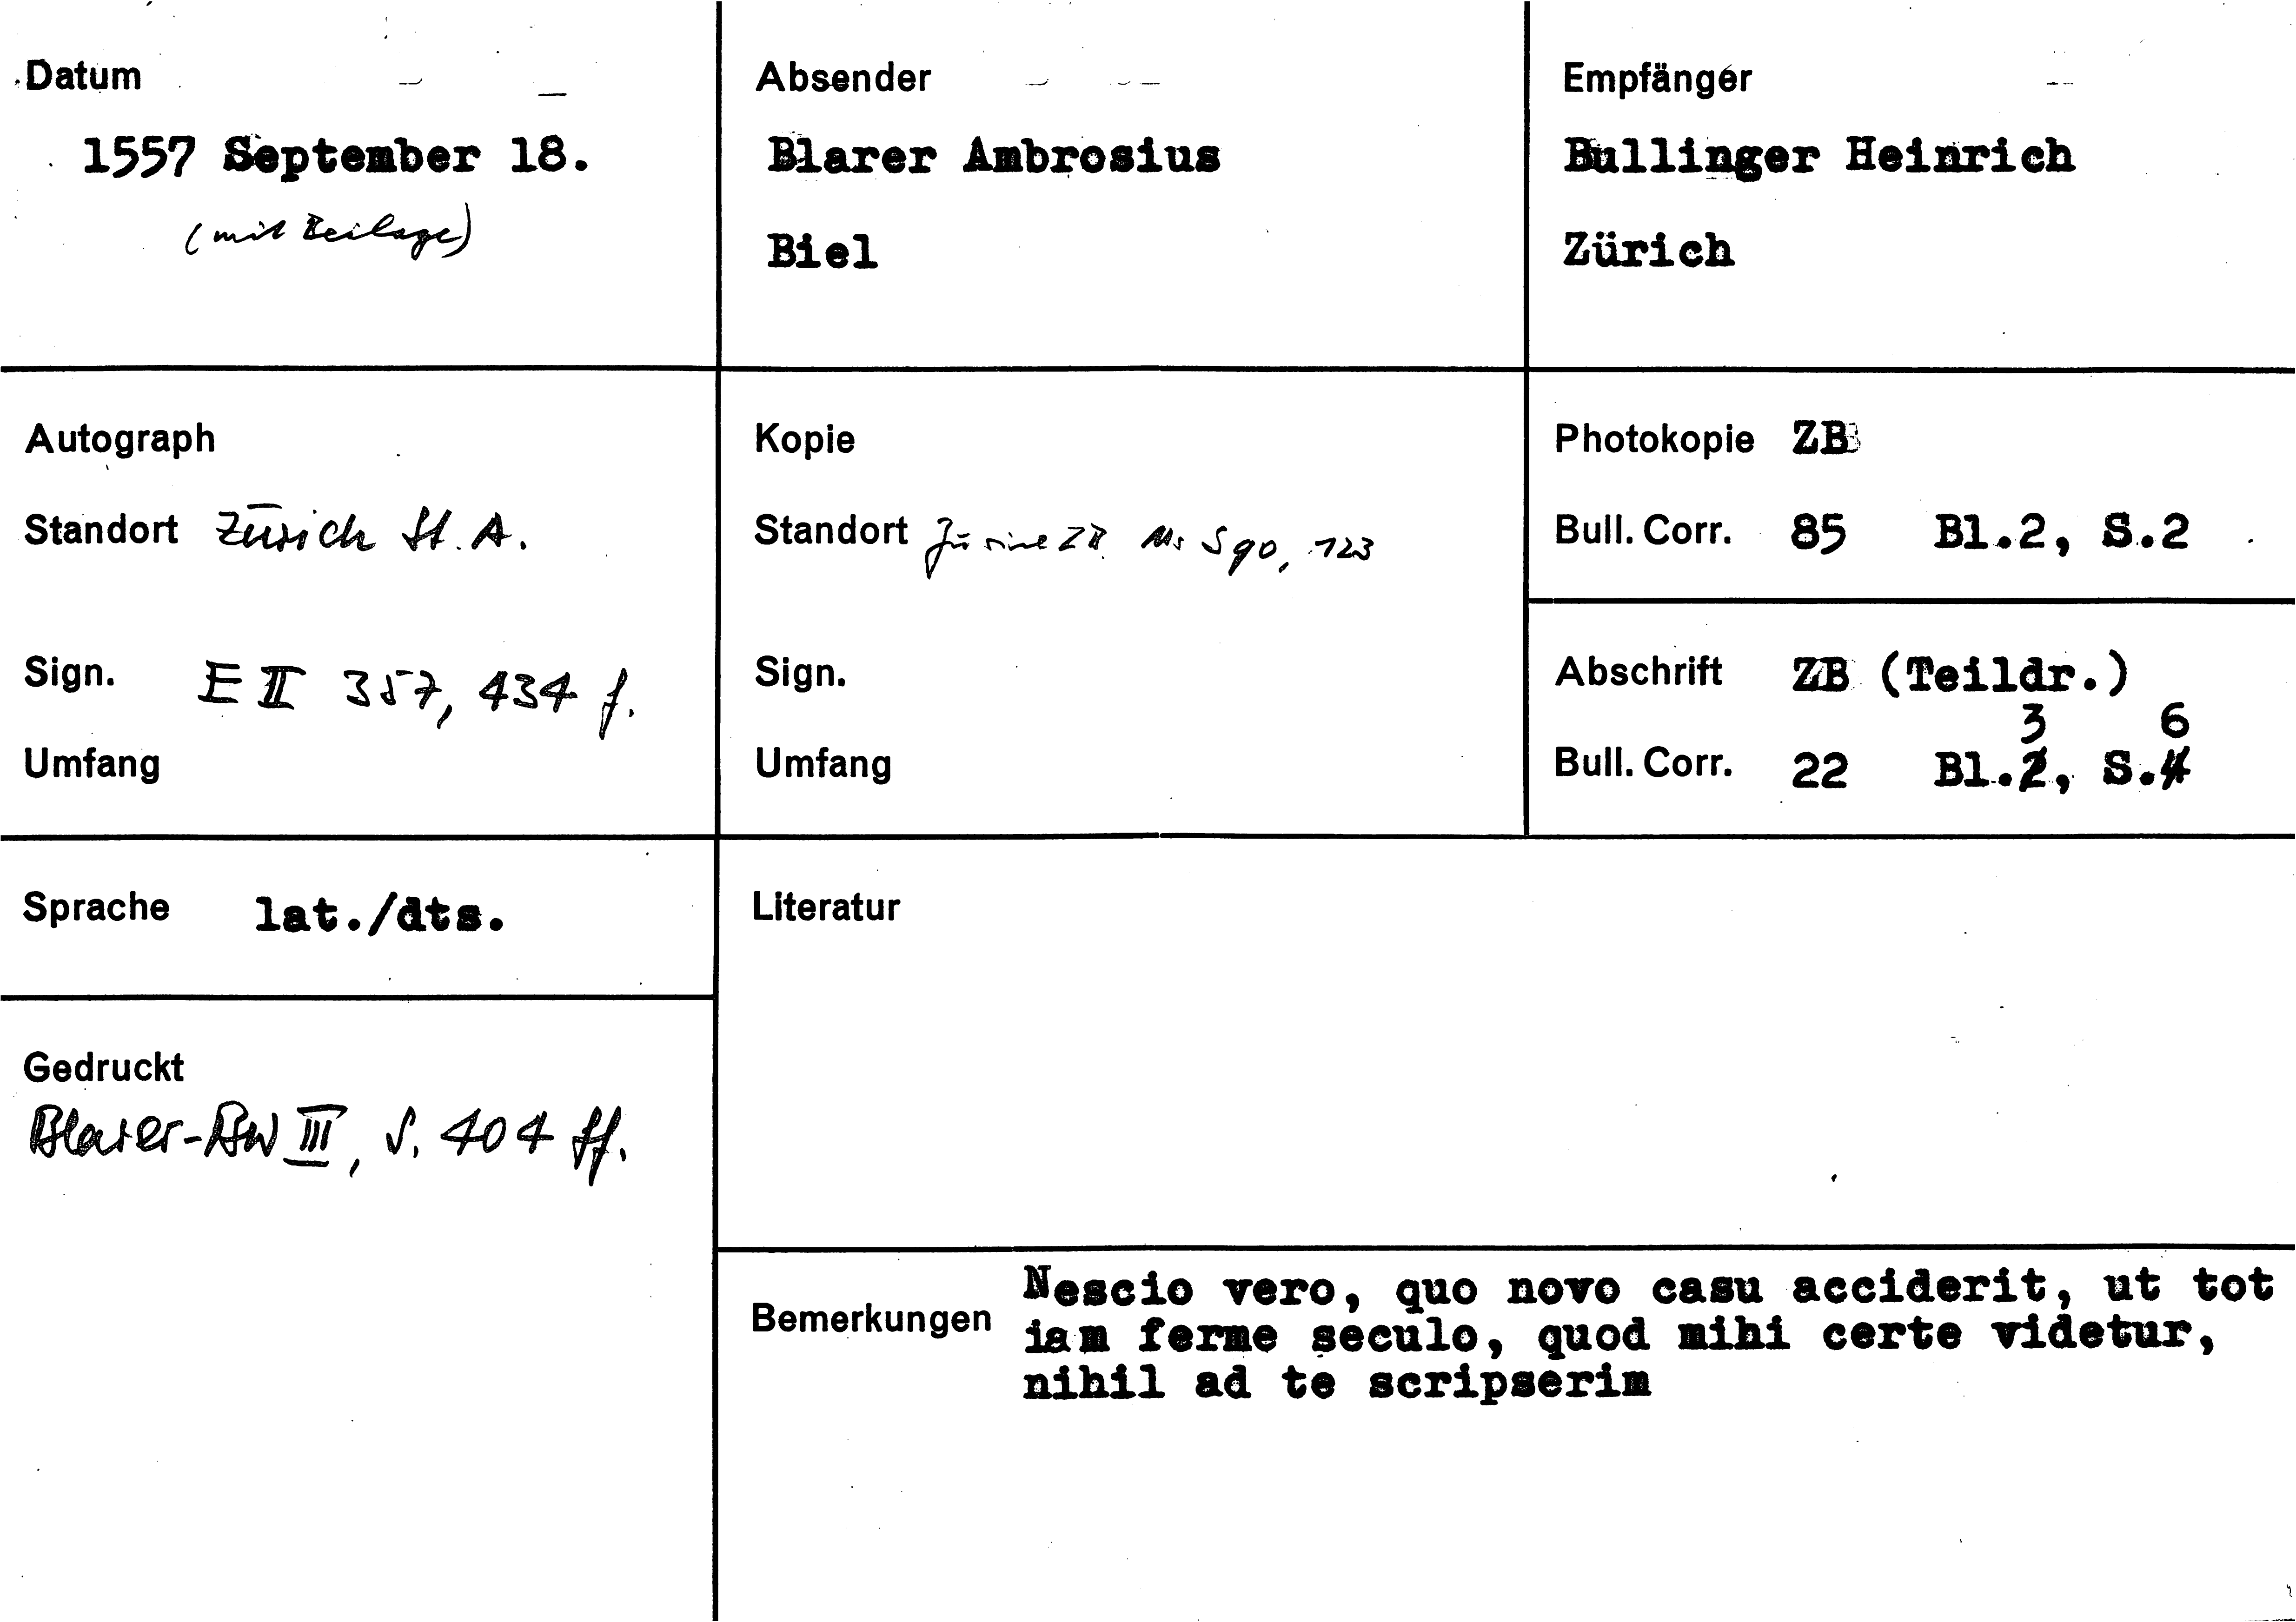 Datum
1557 September 18.
(mit Beilage)
Absender
Blarer Ambrosius
Biel
Empfänger
Bullinger Heinrich
Zürich
Autograph
Standort Zürich St. A.
Sign. E II 357, 434 f.
Umfang
Kopie
Standort Zürich ZB Ms S 90, 123
Sign.
Umfang
Photokopie ZB
Bull. Corr. 85 Bl.2, S.2
Abschrift ZB (Teildr.)
3 6
Bull. Corr. 22 Bl.2, S.4
Sprache lat./dts.
Literatur
Gedruckt
Blarer-BW III, S. 404 ff.
Bemerkungen
Nescio vero, quo novo casu acciderit, ut tot
iam ferme seculo, quod mihi certe videtur,
nihil ad te scripserim